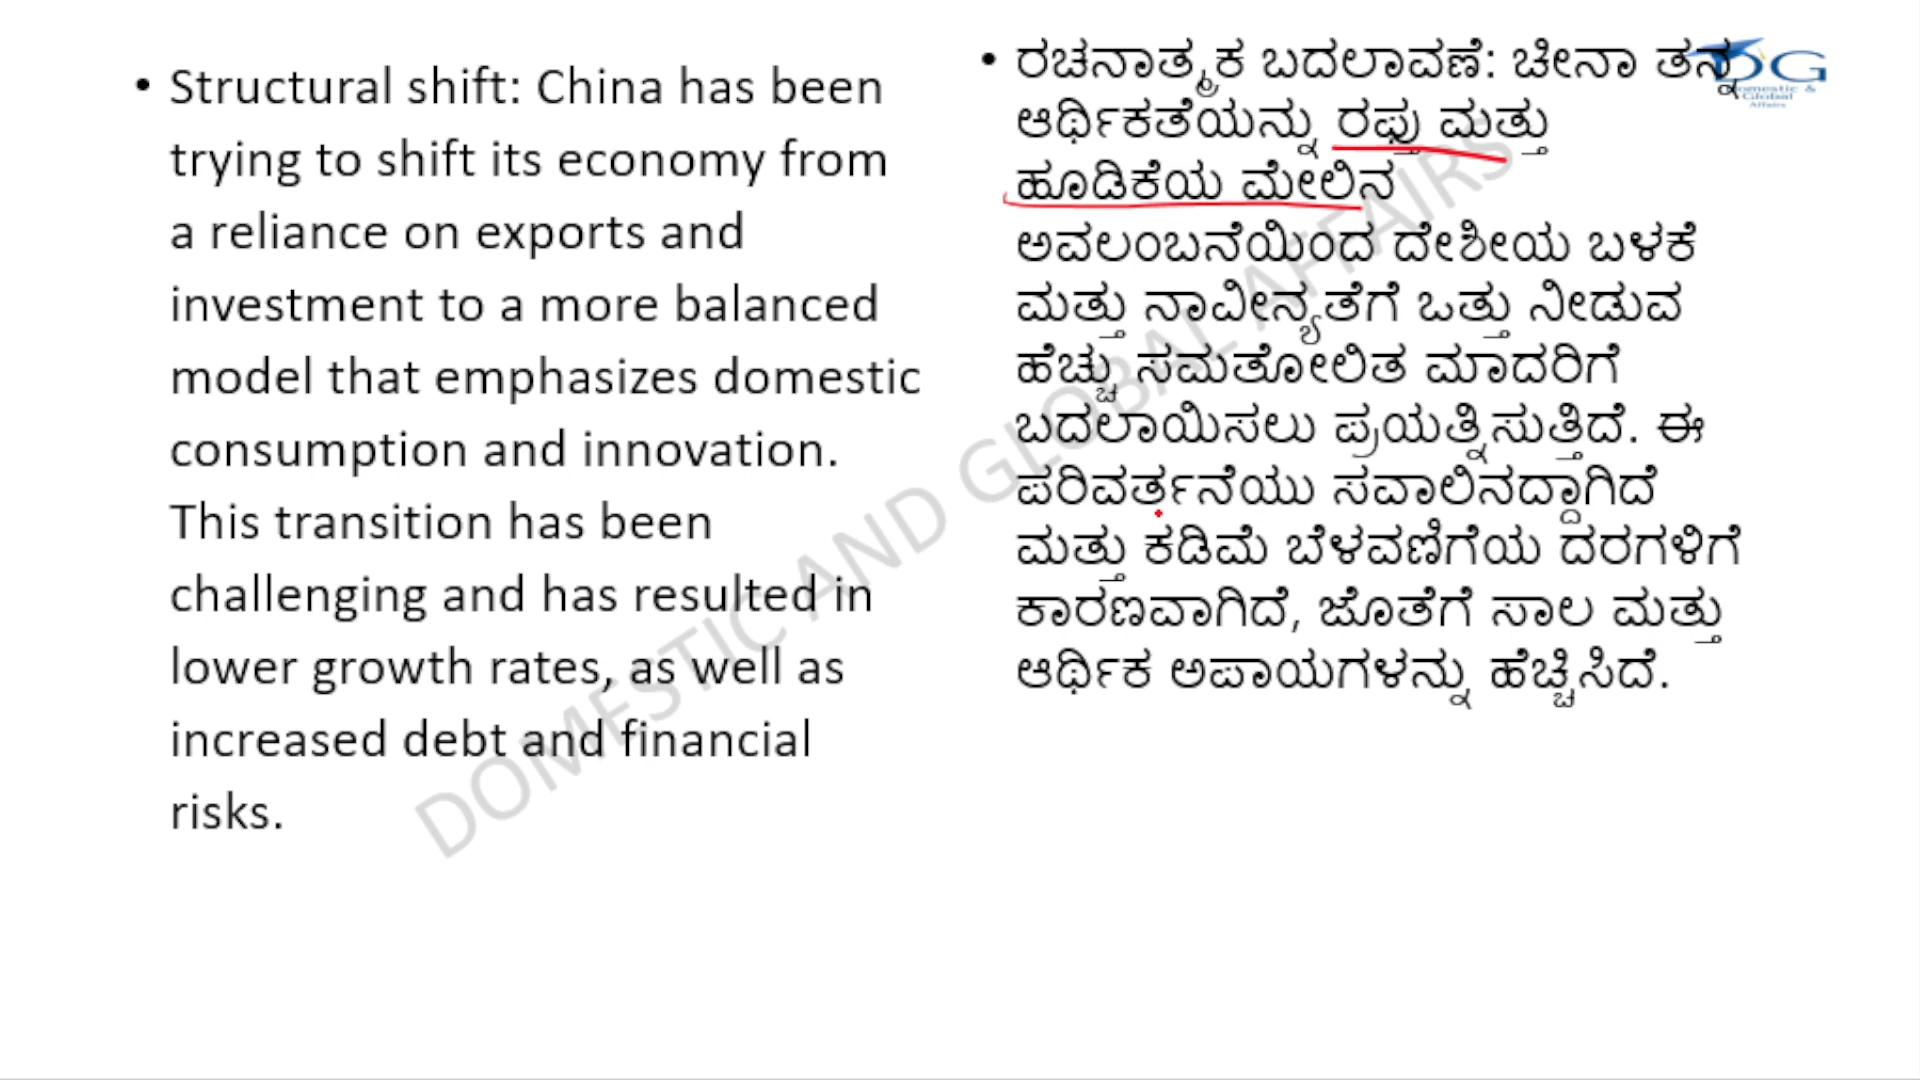 • Structural shift: China has been
trying to shift its economy from
a reliance on exports and
investment to a more balanced
model that emphasizes domestic
consumption and innovation.
This transition has been
challenging and has resulted in
lower growth rates, as well as
increased debt and financial
risks.
• ರಚನಾತ್ಮಕ ಬದಲಾವಣೆ: ಚೀನಾ ತನ್ನ
ಆರ್ಥಿಕತೆಯನ್ನು ರಫ್ತು ಮತ್ತು
ಹೂಡಿಕೆಯ ಮೇಲಿನ
ಅವಲಂಬನೆಯಿಂದ ದೇಶೀಯ ಬಳಕೆ
ಮತ್ತು ನಾವೀನ್ಯತೆಗೆ ಒತ್ತು ನೀಡುವ
ಹೆಚ್ಚು ಸಮತೋಲಿತ ಮಾದರಿಗೆ
ಬದಲಾಯಿಸಲು ಪ್ರಯತ್ನಿಸುತ್ತಿದೆ. ಈ
ಪರಿವರ್ತನೆಯು ಸವಾಲಿನದ್ದಾಗಿದೆ
ಮತ್ತು ಕಡಿಮೆ ಬೆಳವಣಿಗೆಯ ದರಗಳಿಗೆ
ಕಾರಣವಾಗಿದೆ, ಜೊತೆಗೆ ಸಾಲ ಮತ್ತು
ಆರ್ಥಿಕ ಅಪಾಯಗಳನ್ನು ಹೆಚ್ಚಿಸಿದೆ.
DG
Domestic &
Global
Affairs
DOMESTIC AND GLOBAL AFFAIRS